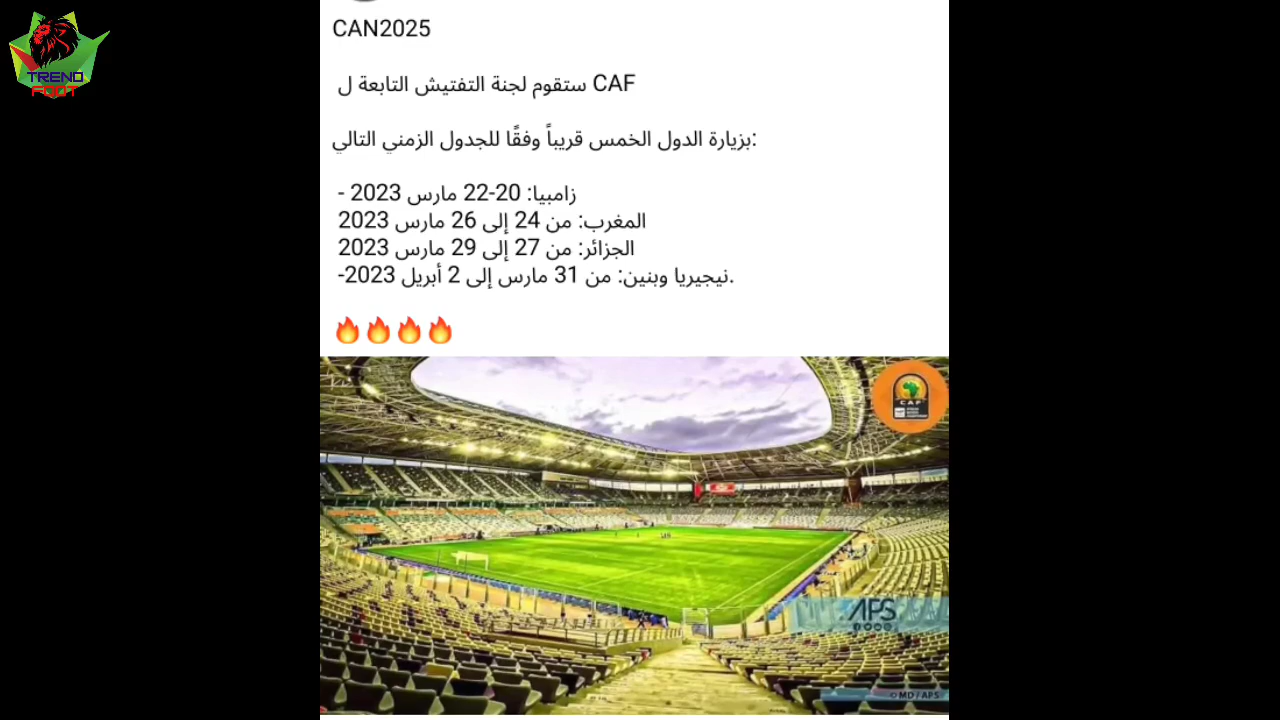 TREND
FOOT
CAN2025
ستقوم لجنة التفتيش التابعة ل CAF
بزيارة الدول الخمس قريباً وفقًا للجدول الزمني التالي:
- زامبيا: 20-22 مارس 2023
المغرب: من 24 إلى 26 مارس 2023
الجزائر: من 27 إلى 29 مارس 2023
-نيجيريا وبنين: من 31 مارس إلى 2 أبريل 2023.
CAF
APS
© MD / APS